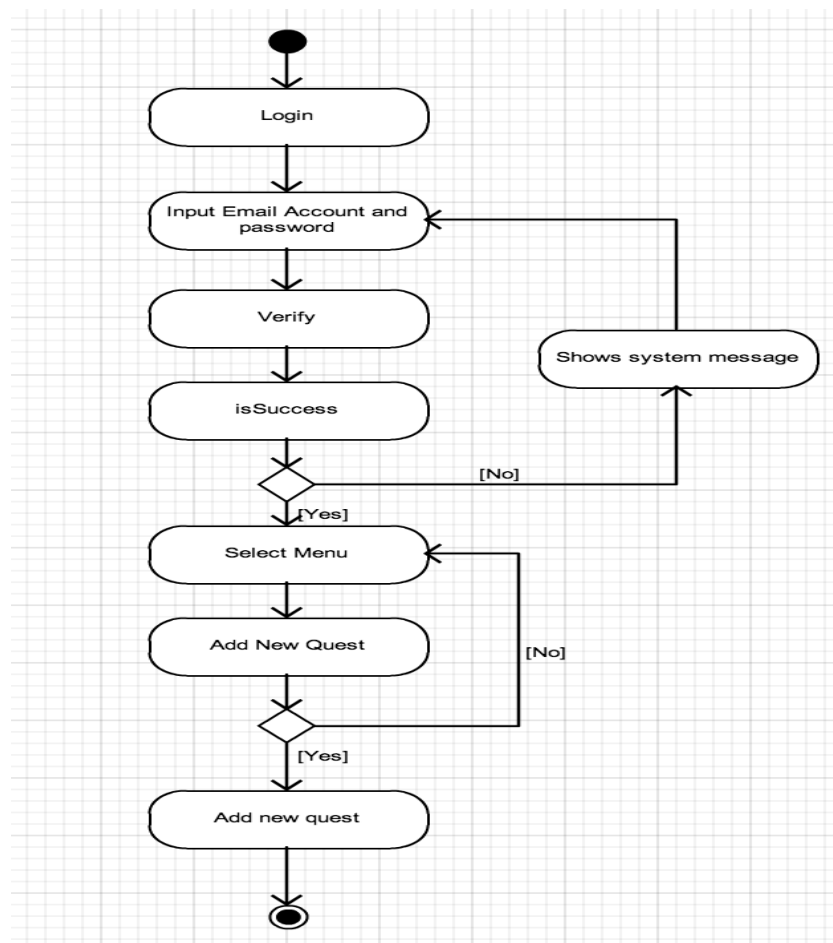 Login
Input Email Account and
password
Verify
Shows system message
isSuccess
[No]
[Yes]
Select Menu
Add New Quest
[No]
[Yes]
Add new quest